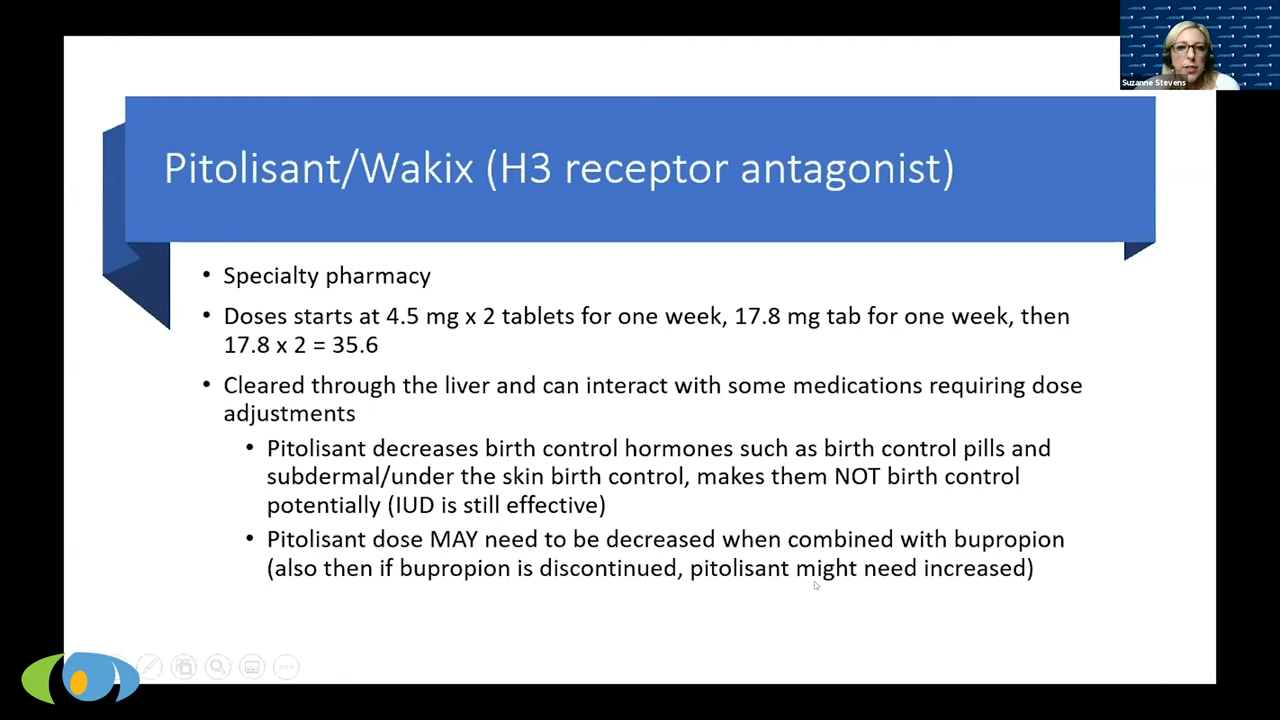 Suzanne Stevens
Pitolisant/Wakix (H3 receptor antagonist)
• Specialty pharmacy
• Doses starts at 4.5 mg x 2 tablets for one week, 17.8 mg tab for one week, then
17.8 x 2 = 35.6
• Cleared through the liver and can interact with some medications requiring dose
adjustments
• Pitolisant decreases birth control hormones such as birth control pills and
subdermal/under the skin birth control, makes them NOT birth control
potentially (IUD is still effective)
• Pitolisant dose MAY need to be decreased when combined with bupropion
(also then if bupropion is discontinued, pitolisant might need increased)